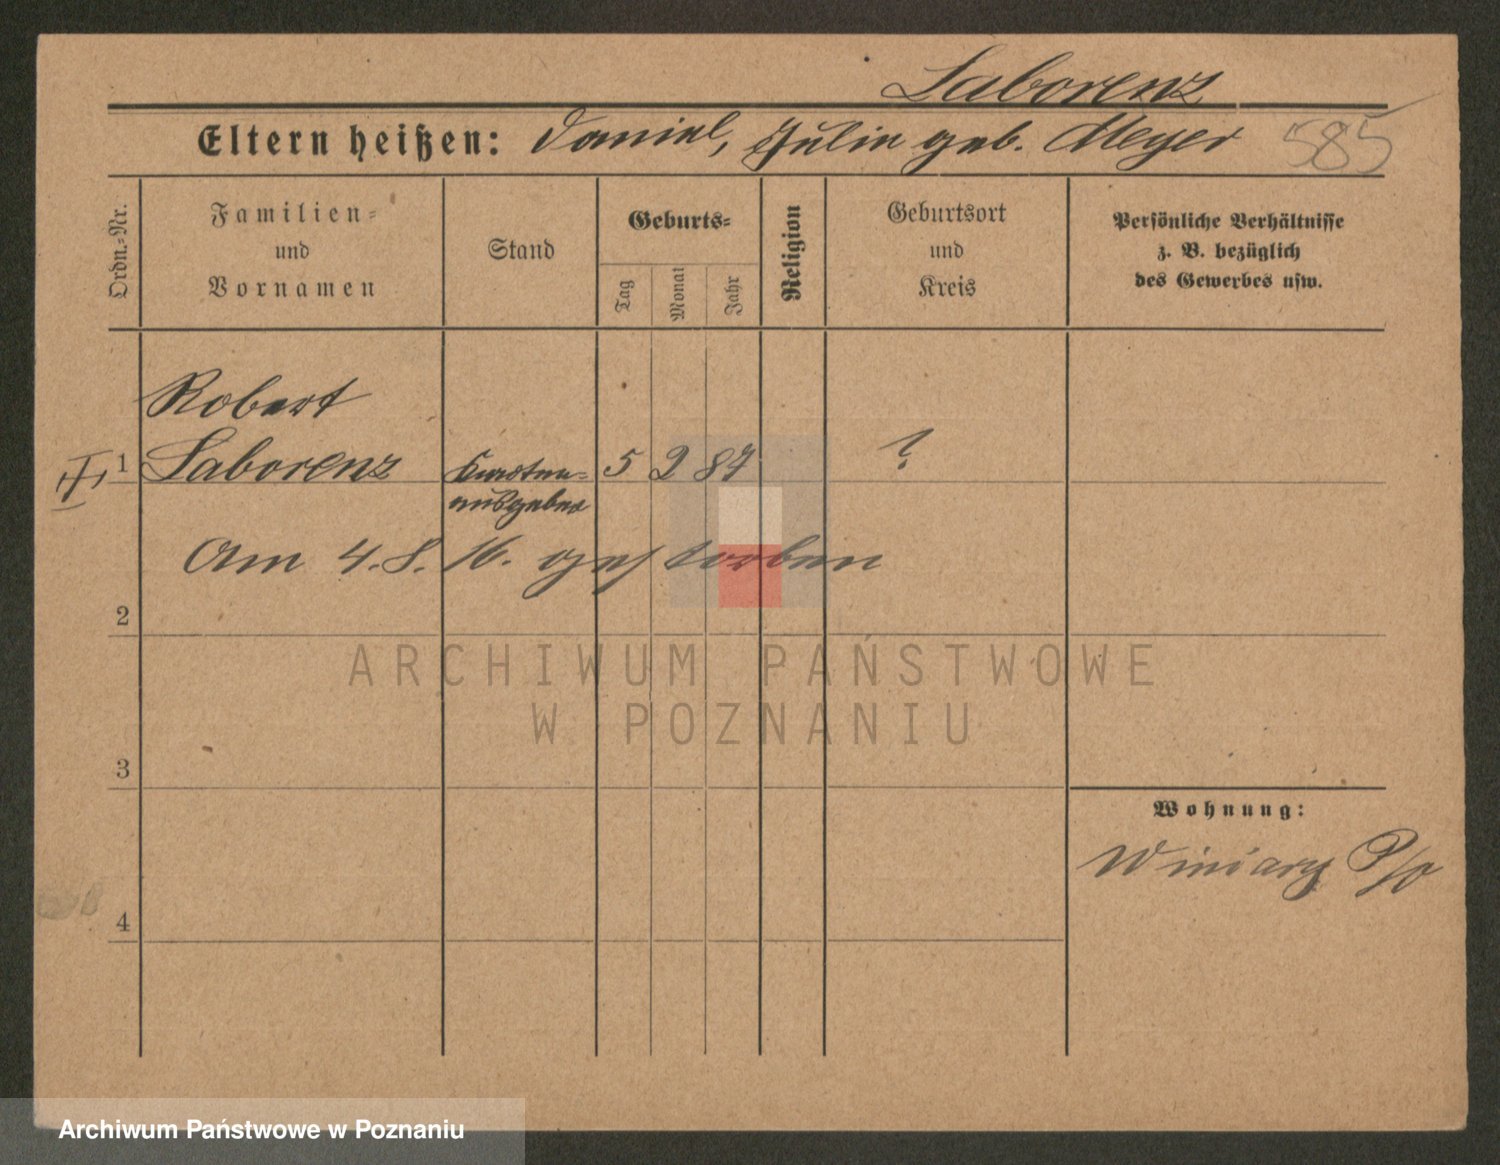 Laborenz
Eltern heißen: Daniel, Julie geb. Meyer 585
Ordn.=Nr.
Familien=
und
Vornamen
Stand
Geburts=
Tag
Monat
Jahr
Religion
Geburtsort
und
Kreis
Persönliche Verhältnisse
z. B. bezüglich
des Gewerbes usw.
Robert
1 Laborenz 5 2 87 ?
ausgeber
Am 4. 8. 16. gestorben
2
3
4
Wohnung:
Winiary
ARCHIWUM PAŃSTWOWE
W POZNANIU
Archiwum Państwowe w Poznaniu